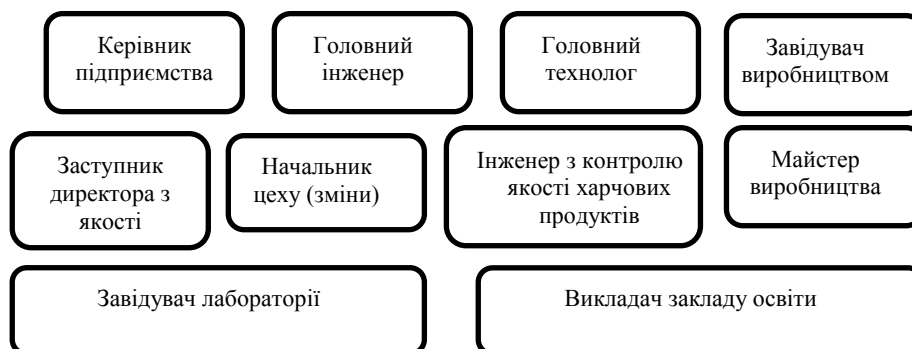 Керівник
підприємства
Головний
інженер
Головний
технолог
Завідувач
виробництвом
Заступник
директора з
якості
Начальник
цеху (зміни)
Інженер з контролю
якості харчових
продуктів
Майстер
виробництва
Завідувач лабораторії
Викладач закладу освіти